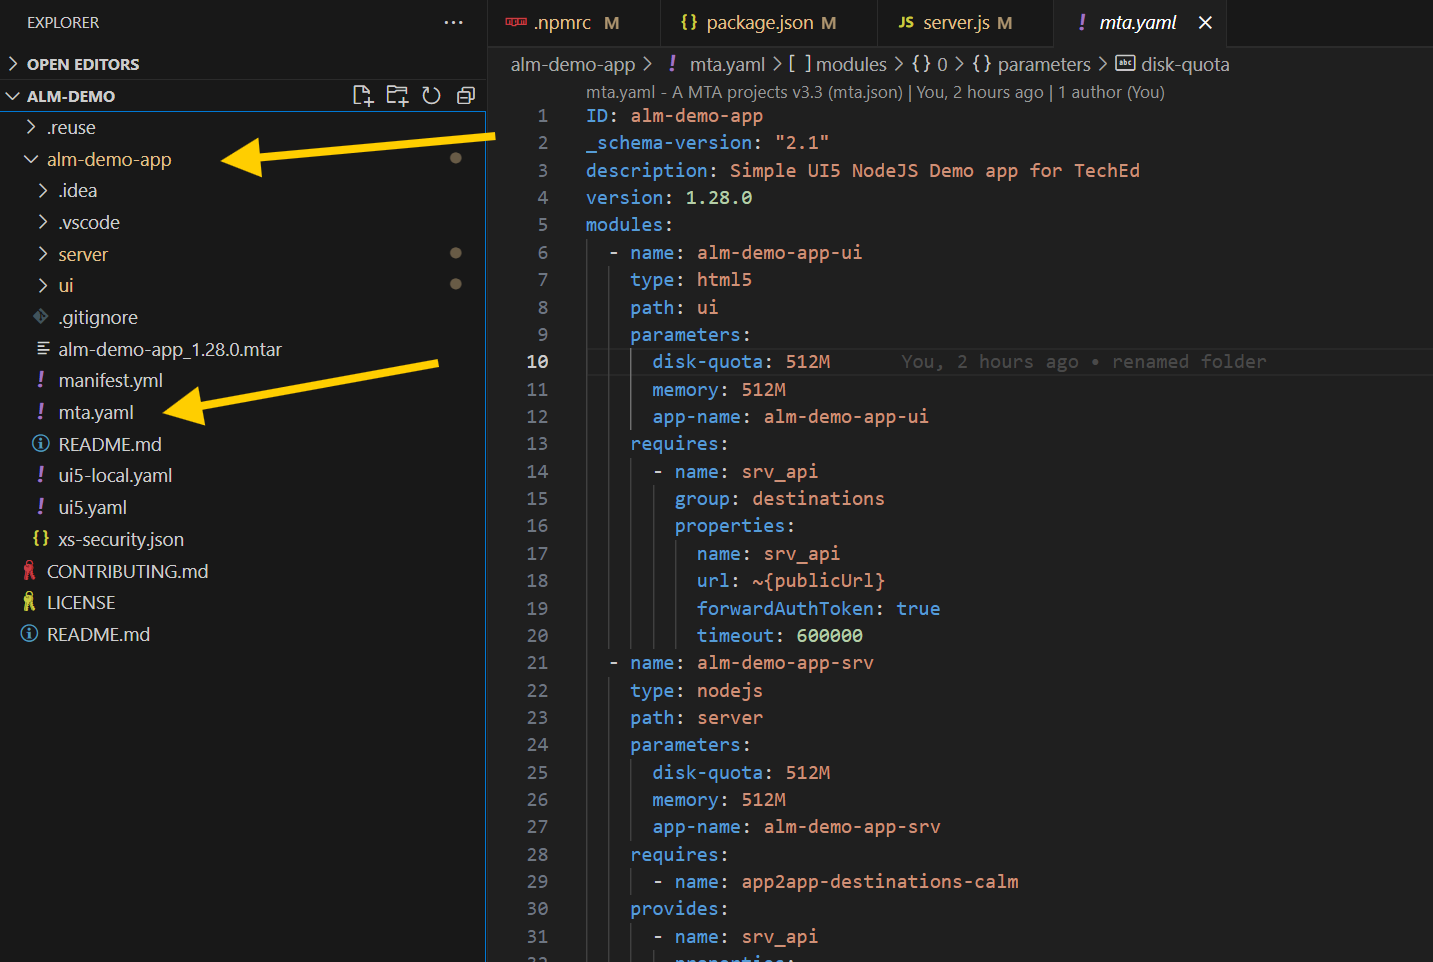 EXPLORER
OPEN EDITORS
ALM-DEMO
.reuse
alm-demo-app
.idea
.vscode
server
ui
.gitignore
alm-demo-app_1.28.0.mtar
manifest.yml
mta.yaml
README.md
ui5-local.yaml
ui5.yaml
xs-security.json
CONTRIBUTING.md
LICENSE
README.md
.npmrc M
{} package.json M
JS server.js M
! mta.yaml ×
alm-demo-app > ! mta.yaml > [ ] modules > {} 0 > {} parameters > abc disk-quota
mta.yaml - A MTA projects v3.3 (mta.json) | You, 2 hours ago | 1 author (You)
1 ID: alm-demo-app
2 _schema-version: "2.1"
3 description: Simple UI5 NodeJS Demo app for TechEd
4 version: 1.28.0
5 modules:
6 - name: alm-demo-app-ui
7 type: html5
8 path: ui
9 parameters:
10 disk-quota: 512M You, 2 hours ago • renamed folder
11 memory: 512M
12 app-name: alm-demo-app-ui
13 requires:
14 - name: srv_api
15 group: destinations
16 properties:
17 name: srv_api
18 url: ~{publicUrl}
19 forwardAuthToken: true
20 timeout: 600000
21 - name: alm-demo-app-srv
22 type: nodejs
23 path: server
24 parameters:
25 disk-quota: 512M
26 memory: 512M
27 app-name: alm-demo-app-srv
28 requires:
29 - name: app2app-destinations-calm
30 provides:
31 - name: srv_api